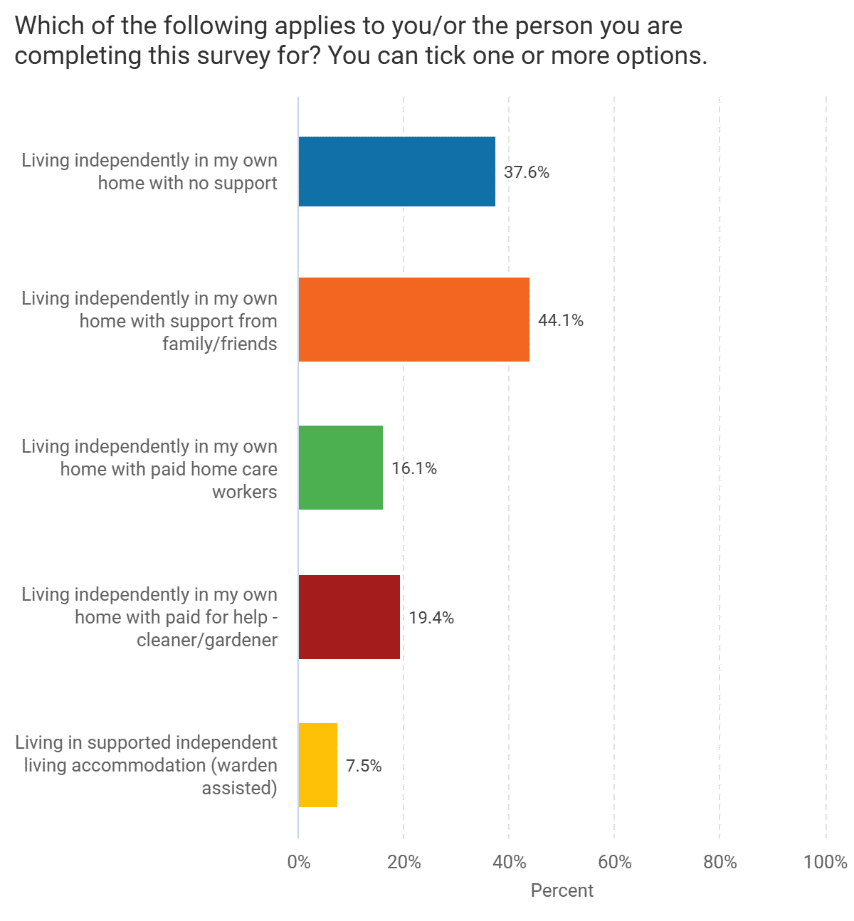 Which of the following applies to you/or the person you are
completing this survey for? You can tick one or more options.
Living independently in my own
home with no support
37.6%
Living independently in my own
home with support from
family/friends
44.1%
Living independently in my own
home with paid home care
workers
16.1%
Living independently in my own
home with paid for help -
cleaner/gardener
19.4%
Living in supported independent
living accommodation (warden
assisted)
7.5%
0% 20% 40% 60% 80% 100%
Percent